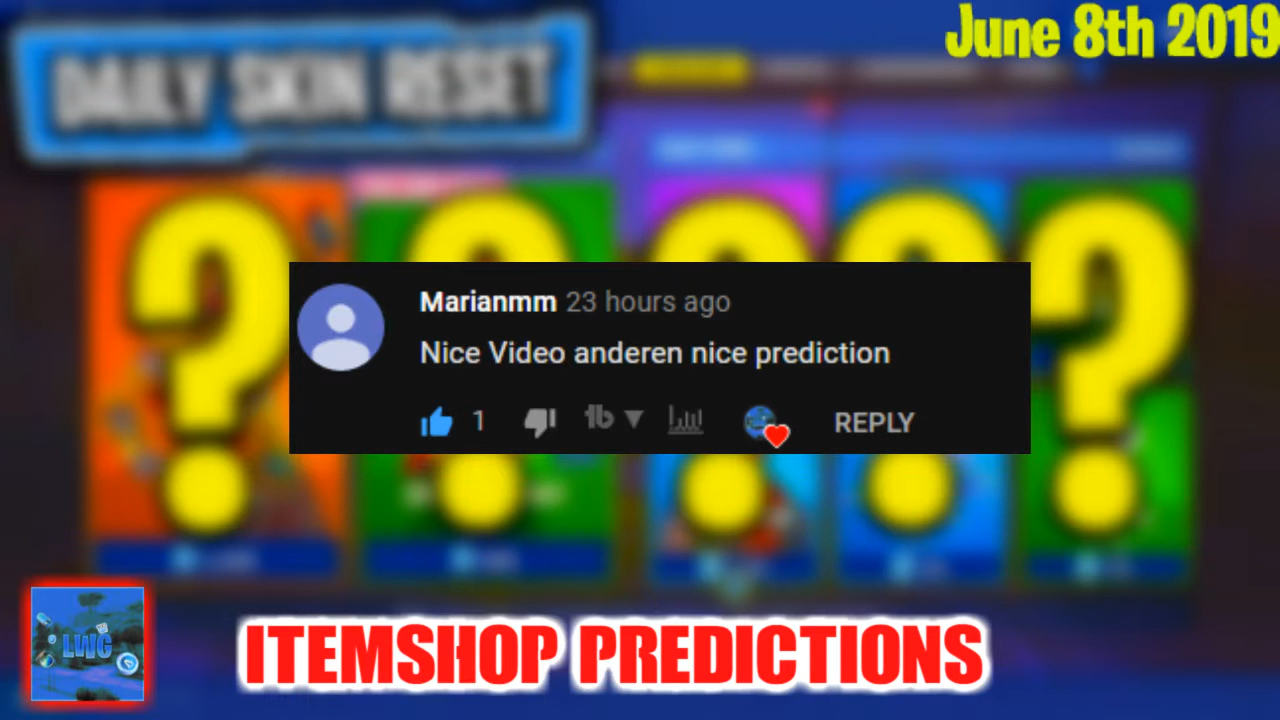 June 8th 2019
DAILY SKIN RESET
Marianmm 23 hours ago
Nice Video anderen nice prediction
1
REPLY
LWG
ITEMSHOP PREDICTIONS